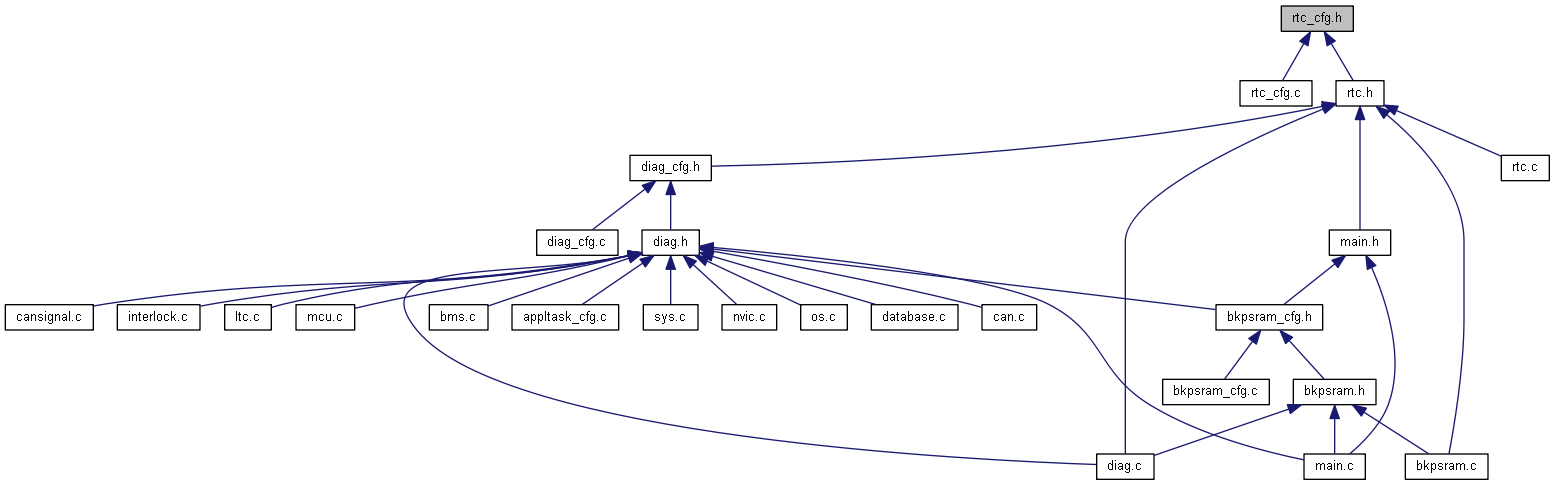 rtc_cfg.h
rtc_cfg.c
rtc.h
diag_cfg.h
rtc.c
diag_cfg.c
diag.h
main.h
cansignal.c
interlock.c
ltc.c
mcu.c
bms.c
appltask_cfg.c
sys.c
nvic.c
os.c
database.c
can.c
bkpsram_cfg.h
bkpsram_cfg.c
bkpsram.h
diag.c
main.c
bkpsram.c